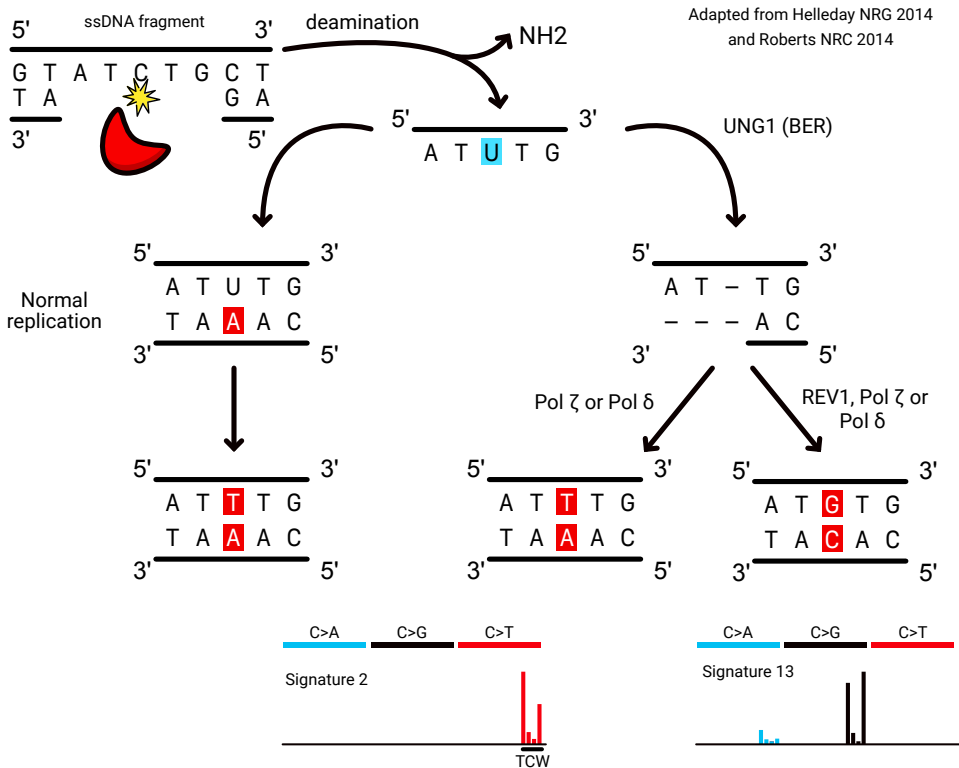 5' ssDNA fragment 3'
G T A T C T G C T
T A G A
3' 5'
deamination
NH2
Adapted from Helleday NRG 2014
and Roberts NRC 2014
5' 3'
A T U T G
UNG1 (BER)
Normal
replication
5' 3'
A T U T G
T A A A C
3' 5'
5' 3'
A T – T G
– – – A C
3' 5'
Pol ζ or Pol δ
REV1, Pol ζ or
Pol δ
5' 3'
A T T T G
T A A A C
3' 5'
5' 3'
A T T T G
T A A A C
3' 5'
5' 3'
A T G T G
T A C A C
3' 5'
C>A C>G C>T
Signature 2
TCW
C>A C>G C>T
Signature 13